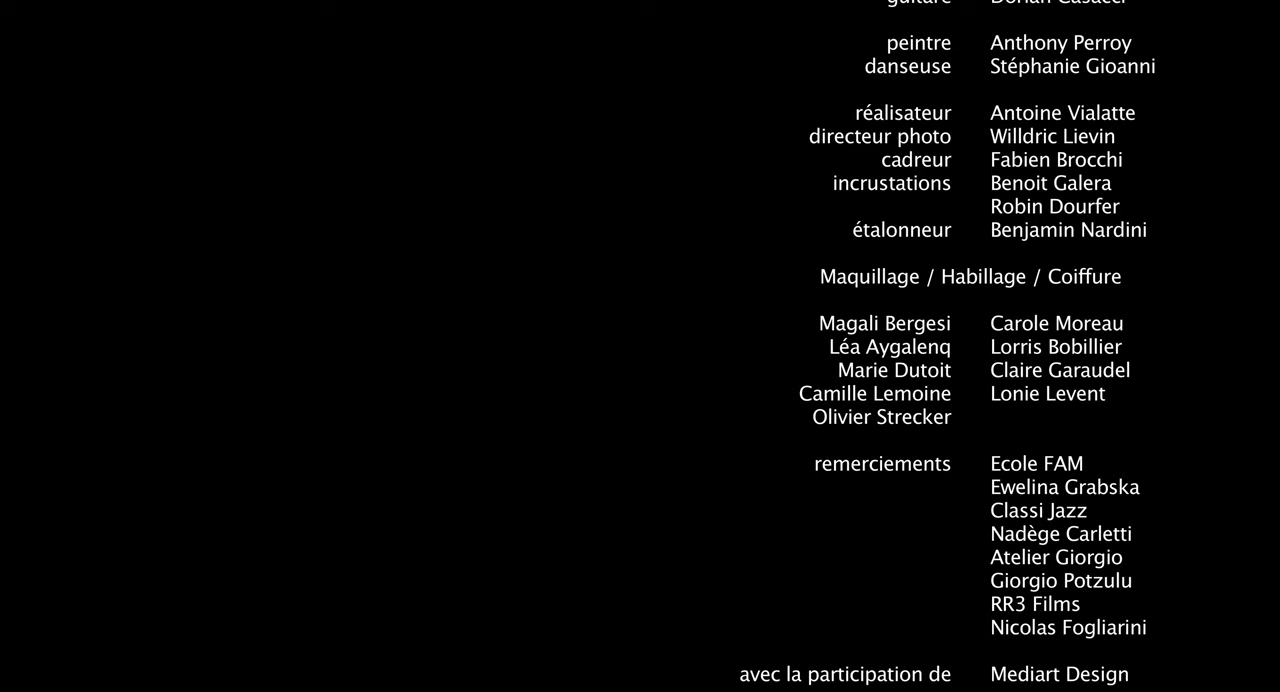 guitare Dorian Casacci
peintre Anthony Perroy
danseuse Stéphanie Gioanni
réalisateur Antoine Vialatte
directeur photo Willdric Lievin
cadreur Fabien Brocchi
incrustations Benoit Galera
Robin Dourfer
étalonneur Benjamin Nardini
Maquillage / Habillage / Coiffure
Magali Bergesi Carole Moreau
Léa Aygalenq Lorris Bobillier
Marie Dutoit Claire Garaudel
Camille Lemoine Lonie Levent
Olivier Strecker
remerciements Ecole FAM
Ewelina Grabska
Classi Jazz
Nadège Carletti
Atelier Giorgio
Giorgio Potzulu
RR3 Films
Nicolas Fogliarini
avec la participation de Mediart Design